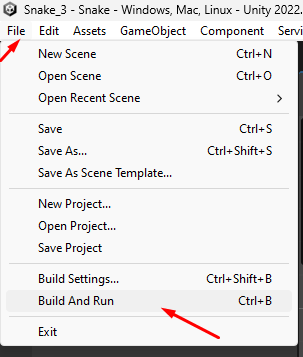 Snake_3 - Snake - Windows, Mac, Linux - Unity 2022.
File Edit Assets GameObject Component Servi
New Scene Ctrl+N
Open Scene Ctrl+O
Open Recent Scene >
Save Ctrl+S
Save As... Ctrl+Shift+S
Save As Scene Template...
New Project...
Open Project...
Save Project
Build Settings... Ctrl+Shift+B
Build And Run Ctrl+B
Exit